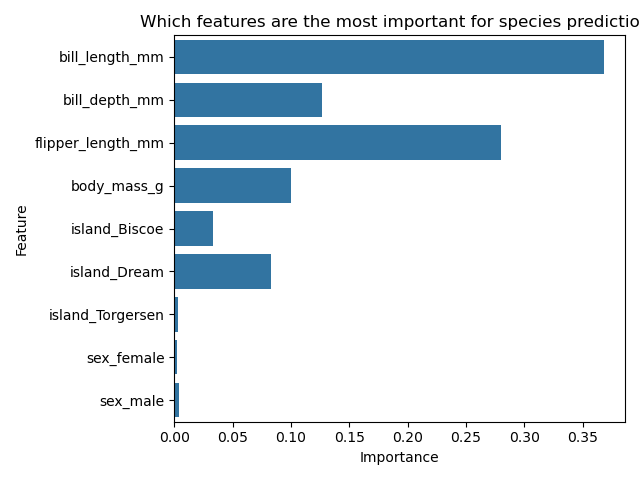 Which features are the most important for species predictio
bill_length_mm
bill_depth_mm
flipper_length_mm
body_mass_g
island_Biscoe
island_Dream
island_Torgersen
sex_female
sex_male
Feature
0.00 0.05 0.10 0.15 0.20 0.25 0.30 0.35
Importance